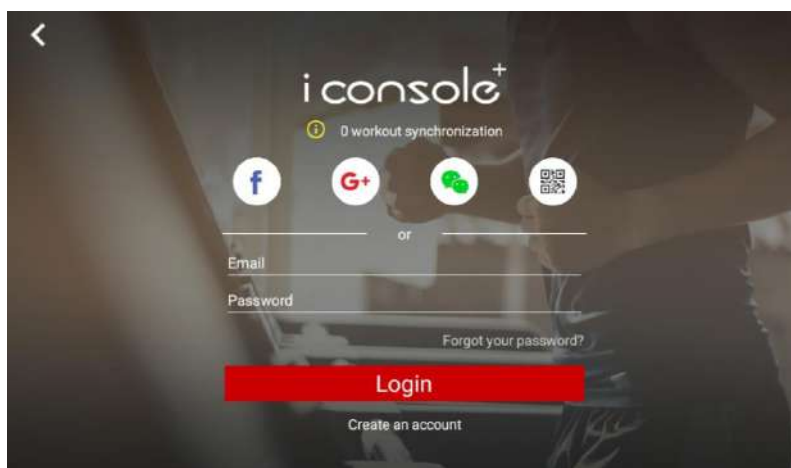 i console+
0 workout synchronization
f G+
or
Email
Password
Forgot your password?
Login
Create an account